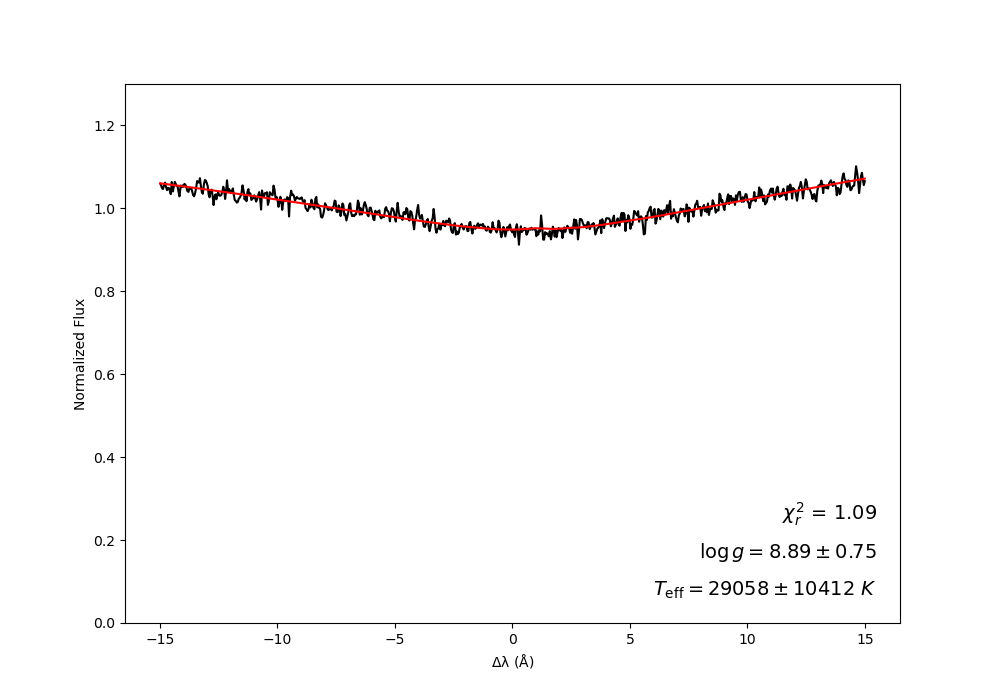 1.2
1.0
0.8
0.6
0.4
0.2
0.0
Normalized Flux
χ²ᵣ = 1.09
log g = 8.89 ± 0.75
T_eff = 29058 ± 10412 K
−15 −10 −5 0 5 10 15
Δλ (Å)